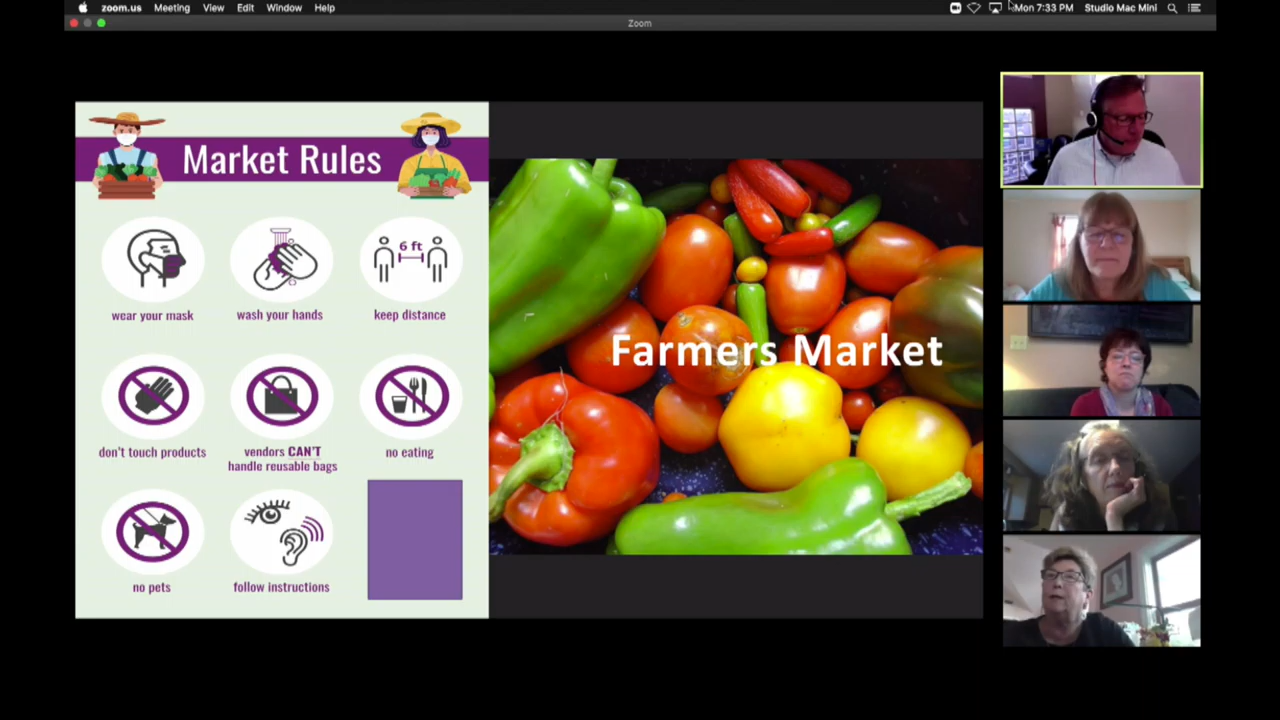 zoom.us Meeting View Edit Window Help
Mon 7:33 PM Studio Mac Mini
Zoom
Market Rules
6 ft
wear your mask
wash your hands
keep distance
don't touch products
vendors CAN'T
handle reusable bags
no eating
no pets
follow instructions
Farmers Market